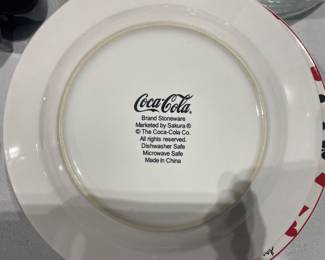 Coca-Cola.
Brand Stoneware
Marketed by Sakura ®
© The Coca-Cola Co.
All rights reserved.
Dishwasher Safe
Microwave Safe
Made In China